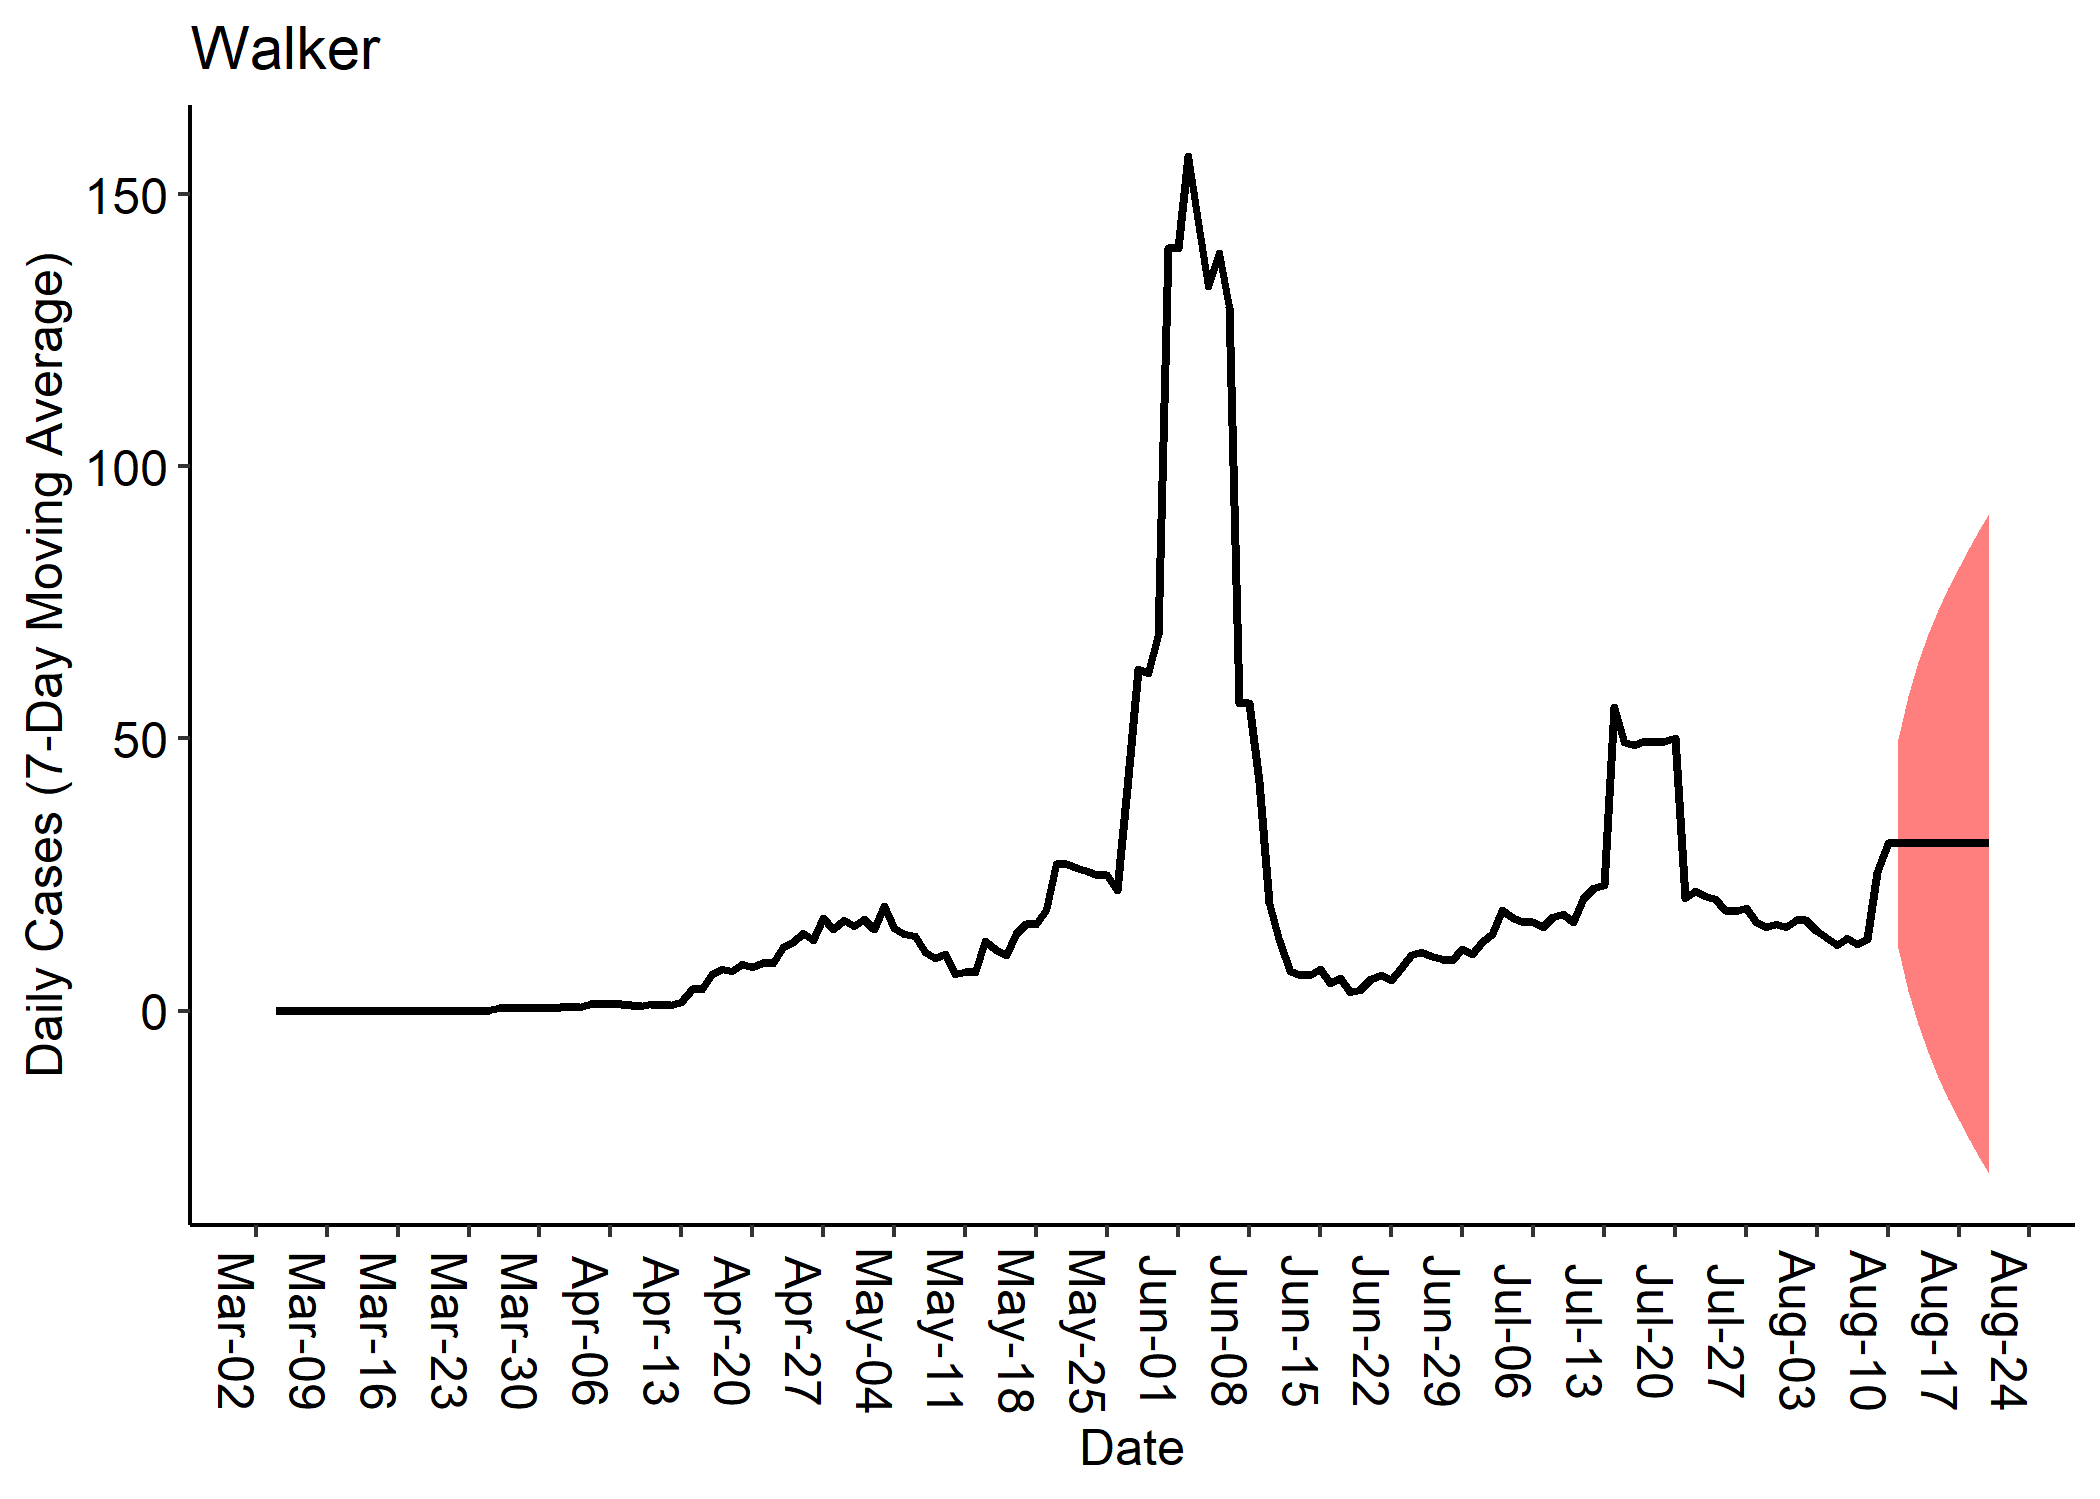 Walker
Daily Cases (7-Day Moving Average)
150
100
50
0
Mar-02
Mar-09
Mar-16
Mar-23
Mar-30
Apr-06
Apr-13
Apr-20
Apr-27
May-04
May-11
May-18
May-25
Jun-01
Jun-08
Jun-15
Jun-22
Jun-29
Jul-06
Jul-13
Jul-20
Jul-27
Aug-03
Aug-10
Aug-17
Aug-24
Date